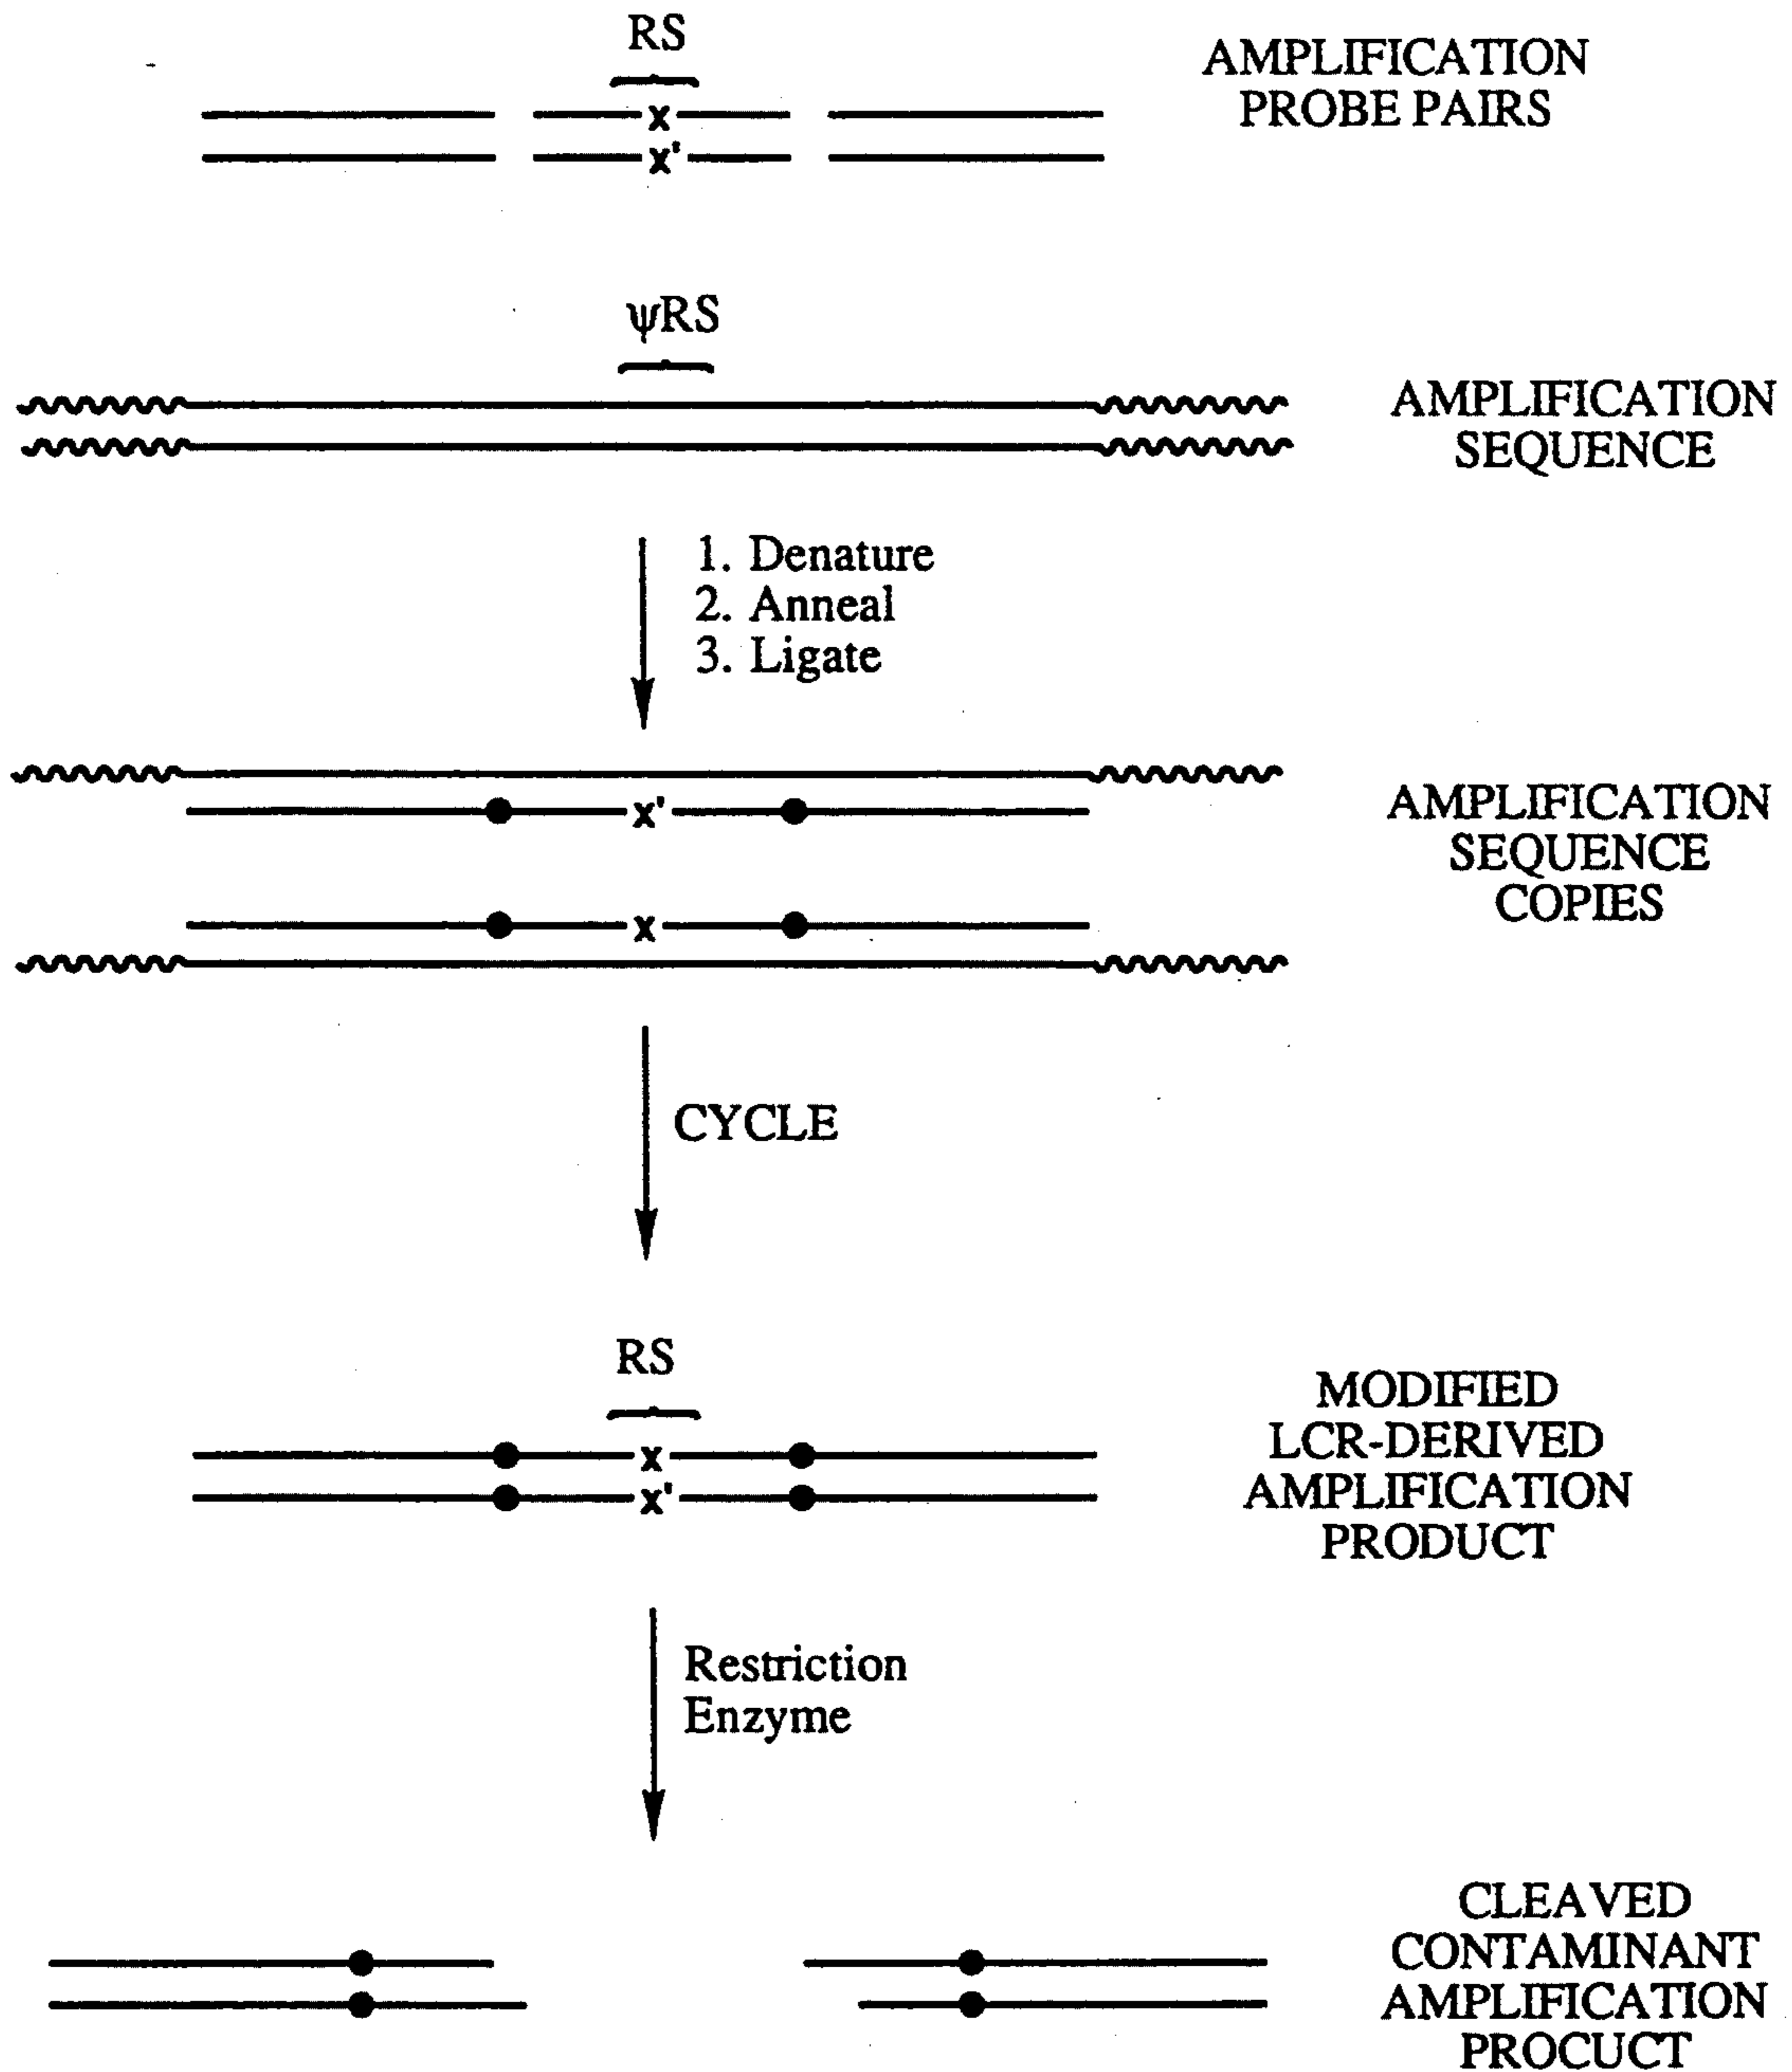 RS
AMPLIFICATION
PROBE PAIRS
x
x'
ψRS
AMPLIFICATION
SEQUENCE
1. Denature
2. Anneal
3. Ligate
x'
AMPLIFICATION
SEQUENCE
COPIES
x
CYCLE
RS
MODIFIED
LCR-DERIVED
AMPLIFICATION
PRODUCT
x
x'
Restriction
Enzyme
CLEAVED
CONTAMINANT
AMPLIFICATION
PROCUCT